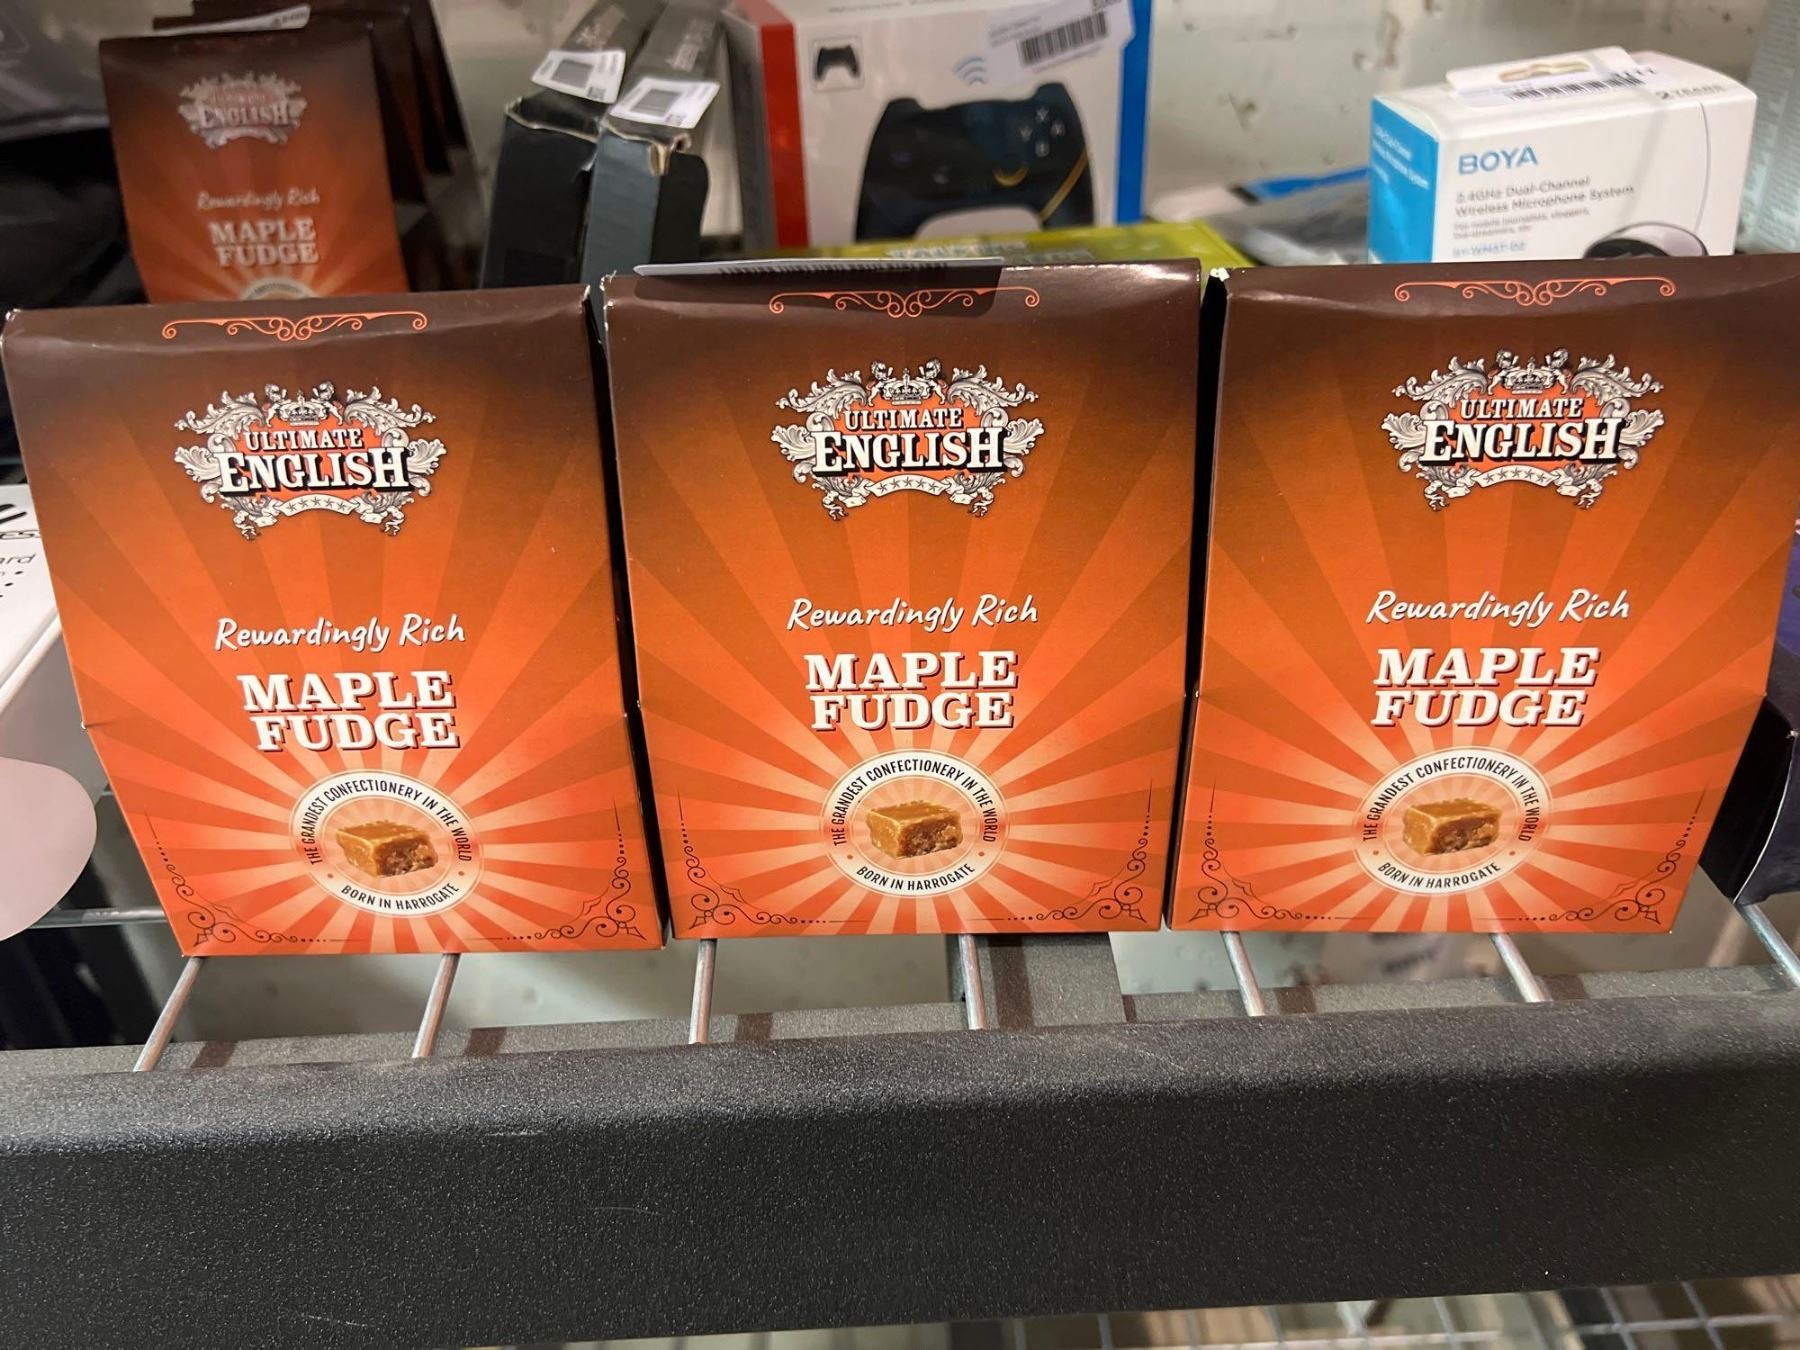 ULTIMATE
ENGLISH
Rewardingly Rich
MAPLE
FUDGE
BOYA
2.4GHz Dual-Channel
Wireless Microphone System
ULTIMATE
ENGLISH
Rewardingly Rich
MAPLE
FUDGE
THE GRANDEST CONFECTIONERY IN THE WORLD
BORN IN HARROGATE
ULTIMATE
ENGLISH
Rewardingly Rich
MAPLE
FUDGE
THE GRANDEST CONFECTIONERY IN THE WORLD
BORN IN HARROGATE
ULTIMATE
ENGLISH
Rewardingly Rich
MAPLE
FUDGE
THE GRANDEST CONFECTIONERY IN THE WORLD
BORN IN HARROGATE